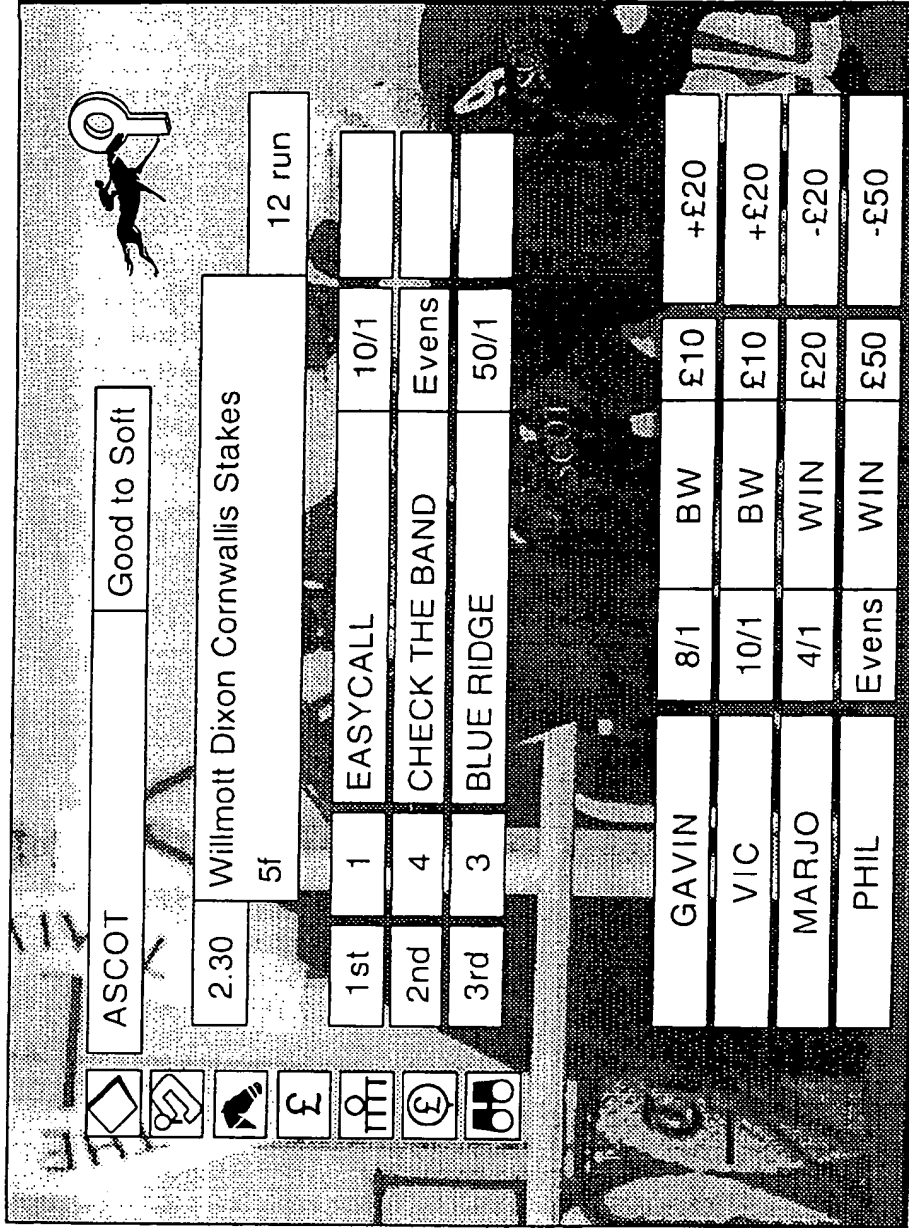 ASCOT Good to Soft
2.30 Willmott Dixon Cornwallis Stakes
5f 12 run
1st 1 EASYCALL 10/1
2nd 4 CHECK THE BAND Evens
3rd 3 BLUE RIDGE 50/1
GAVIN 8/1 BW £10 +£20
VIC 10/1 BW £10 +£20
MARJO 4/1 WIN £20 -£20
PHIL Evens WIN £50 -£50
£
£
THE